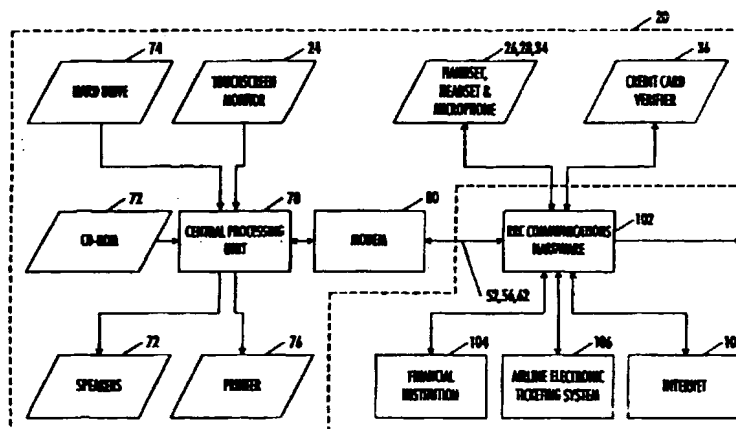 20
74
24
26,28,34
36
HARD DRIVE
TOUCHSCREEN
MONITOR
HANDSET,
HEADSET &
MICROPHONE
CREDIT CARD
VERIFIER
72
78
80
102
CD-ROM
CENTRAL PROCESSING
UNIT
MODEM
COMMUNICATIONS
HARDWARE
52,56,62
72
76
104
106
10
SPEAKERS
PRINTER
FINANCIAL
INSTITUTION
AIRLINE ELECTRONIC
TICKETING SYSTEM
INTERNET